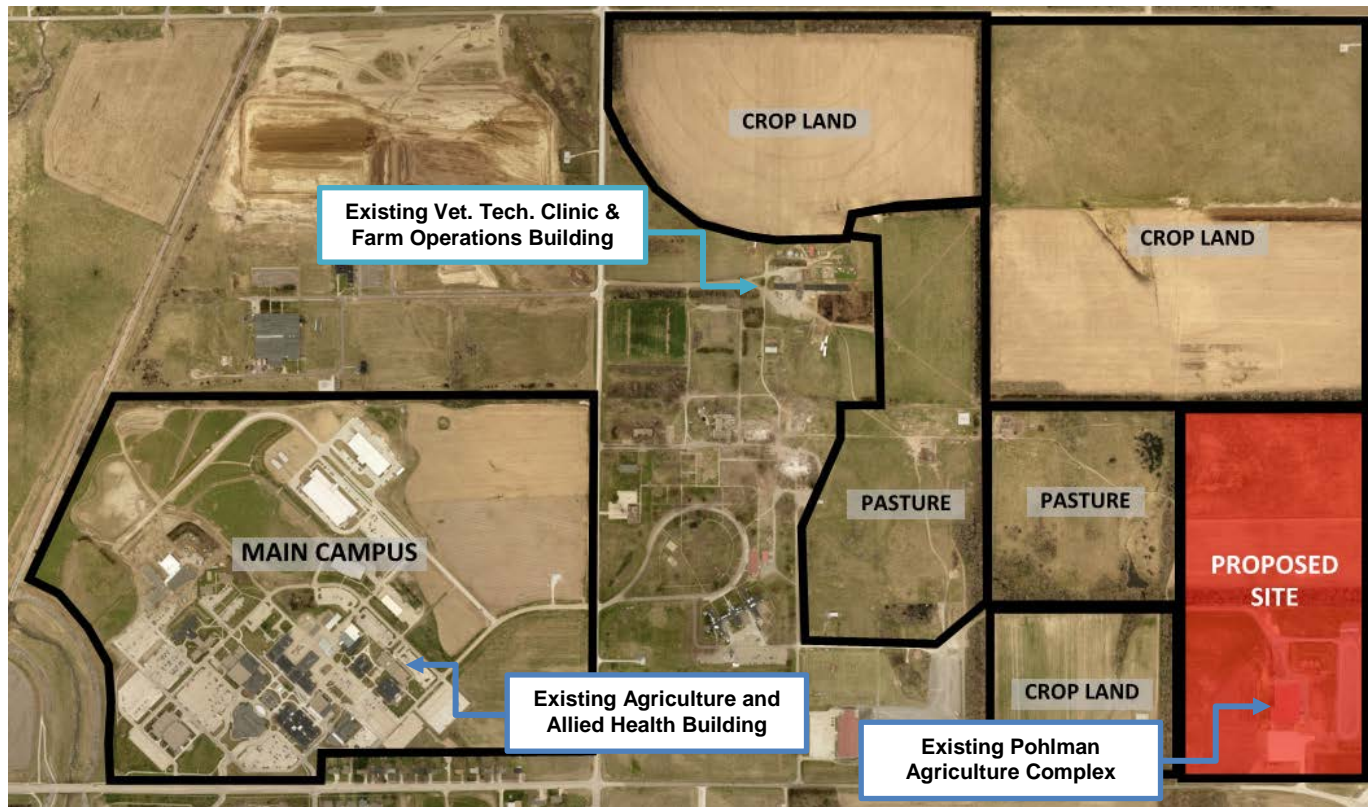 CROP LAND
Existing Vet. Tech. Clinic &
Farm Operations Building
CROP LAND
MAIN CAMPUS
PASTURE
PASTURE
PROPOSED
SITE
Existing Agriculture and
Allied Health Building
CROP LAND
Existing Pohlman
Agriculture Complex